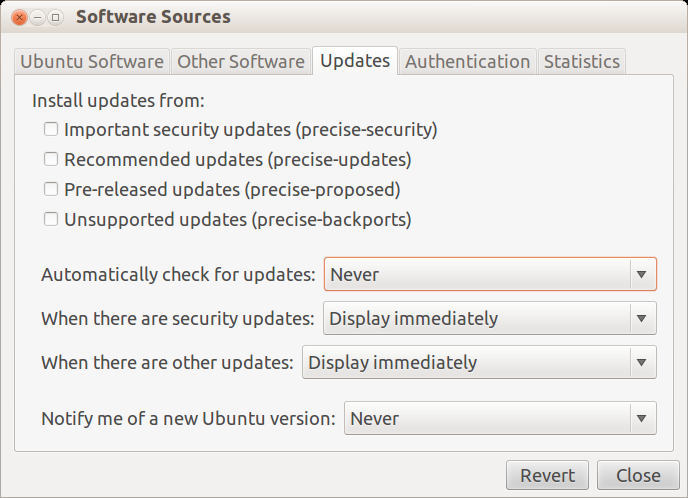 Software Sources
Ubuntu Software Other Software Updates Authentication Statistics
Install updates from:
Important security updates (precise-security)
Recommended updates (precise-updates)
Pre-released updates (precise-proposed)
Unsupported updates (precise-backports)
Automatically check for updates: Never
When there are security updates: Display immediately
When there are other updates: Display immediately
Notify me of a new Ubuntu version: Never
Revert Close